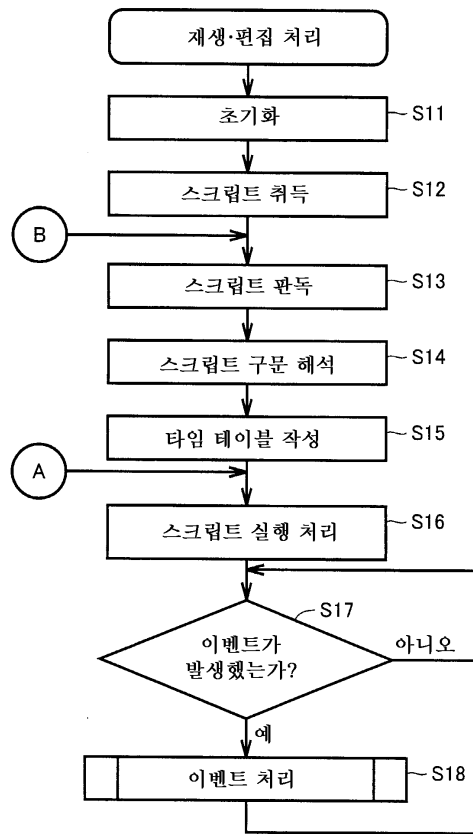 재생·편집 처리
초기화
S11
스크립트 취득
S12
B
스크립트 판독
S13
스크립트 구문 해석
S14
타임 테이블 작성
S15
A
스크립트 실행 처리
S16
S17
이벤트가
발생했는가?
아니오
예
이벤트 처리
S18